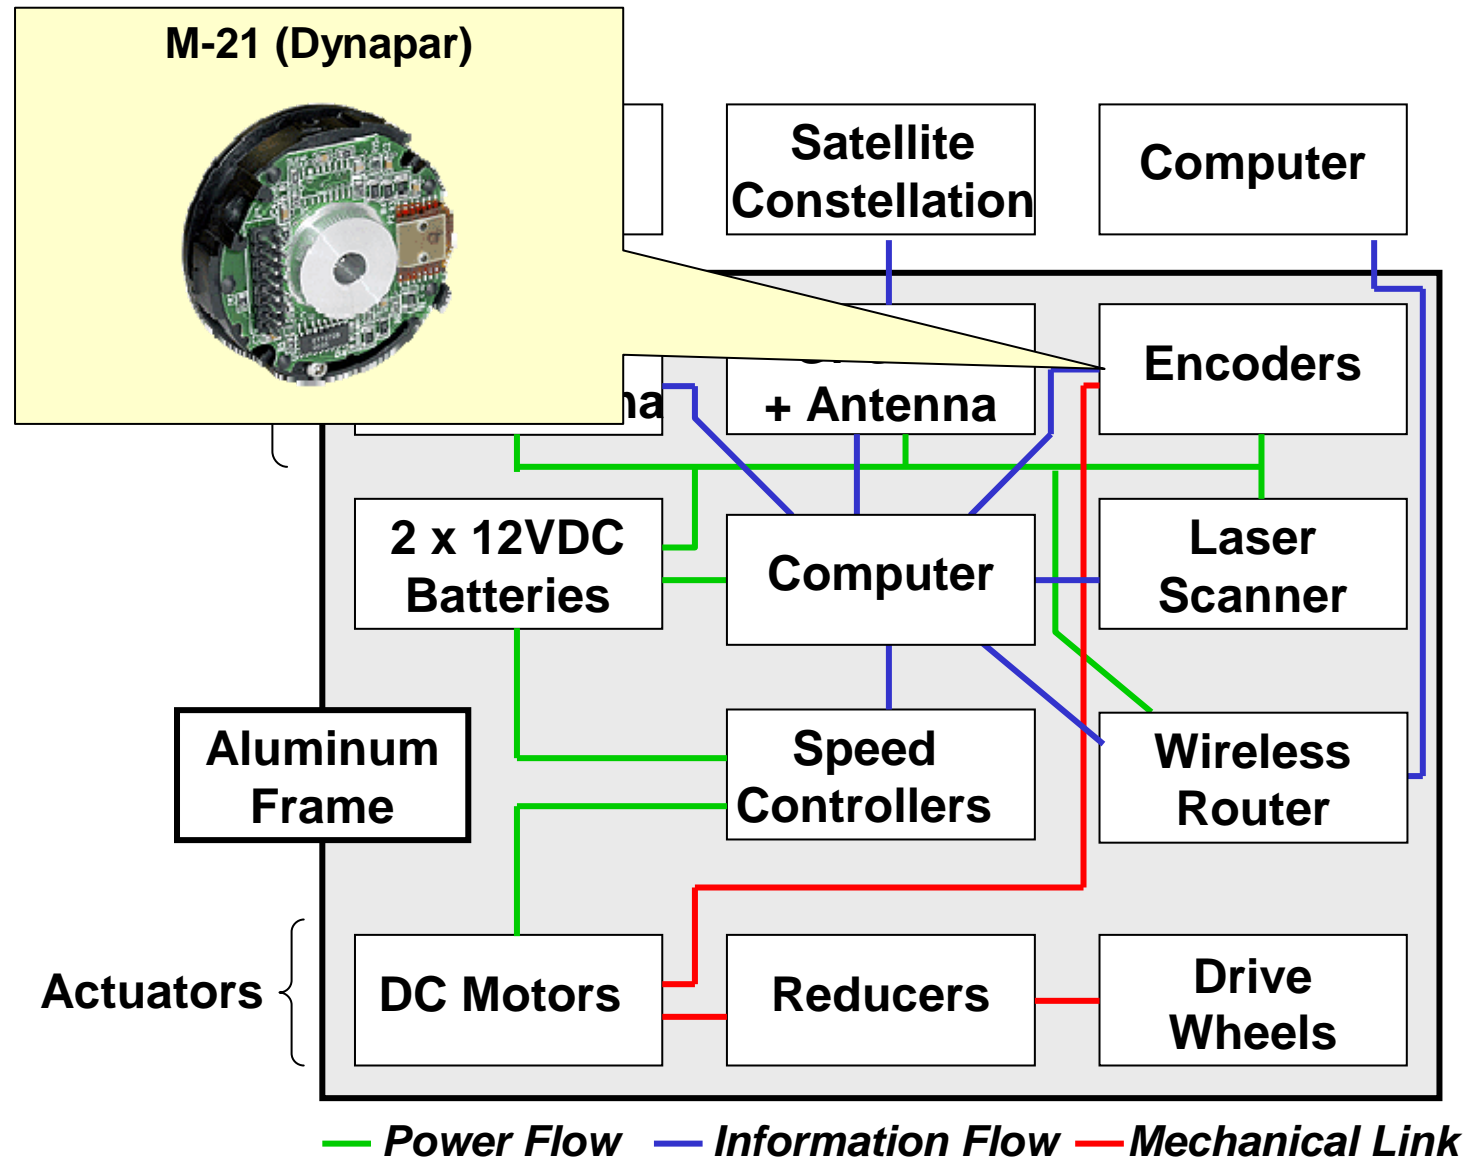 M-21 (Dynapar)
Satellite
Constellation
Computer
Encoders
+ Antenna
2 x 12VDC
Batteries
Computer
Laser
Scanner
Aluminum
Frame
Speed
Controllers
Wireless
Router
Actuators
DC Motors
Reducers
Drive
Wheels
Power Flow
Information Flow
Mechanical Link